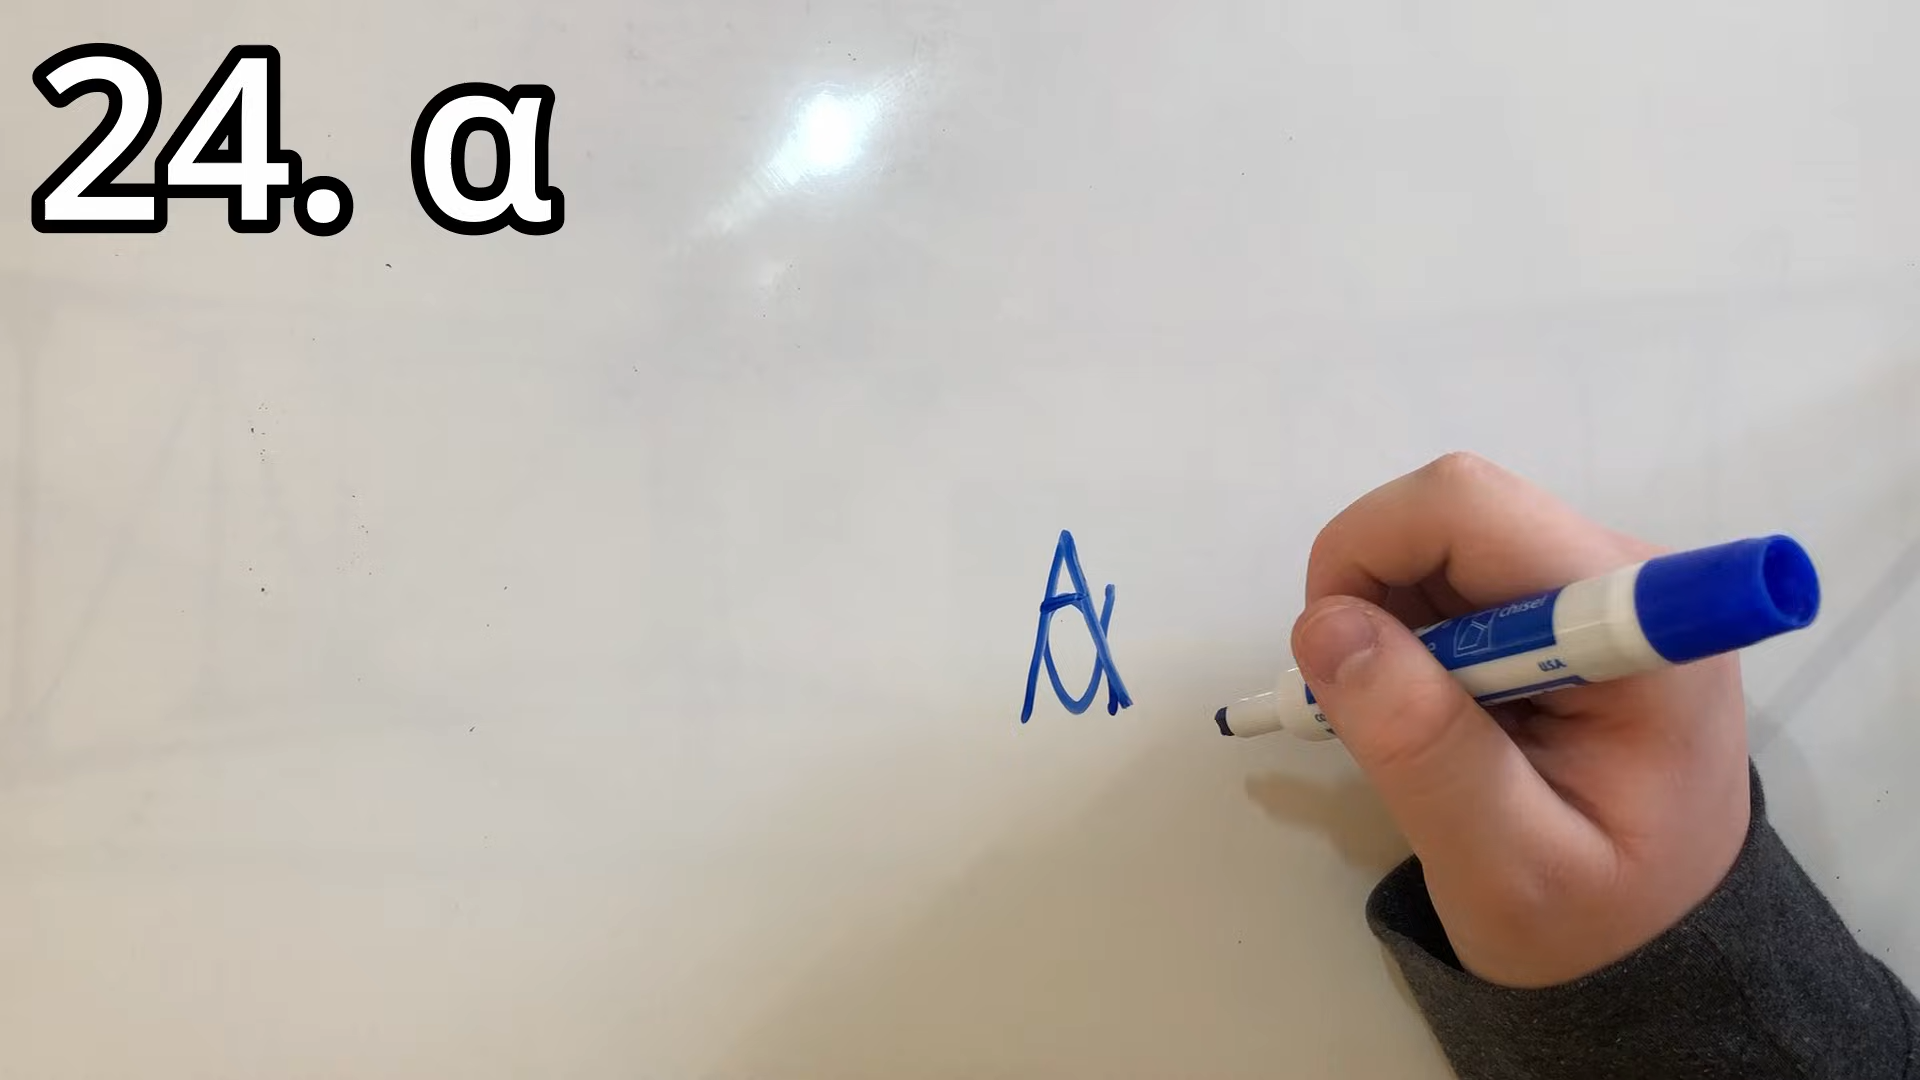 24. α
A
α
chisel
USA